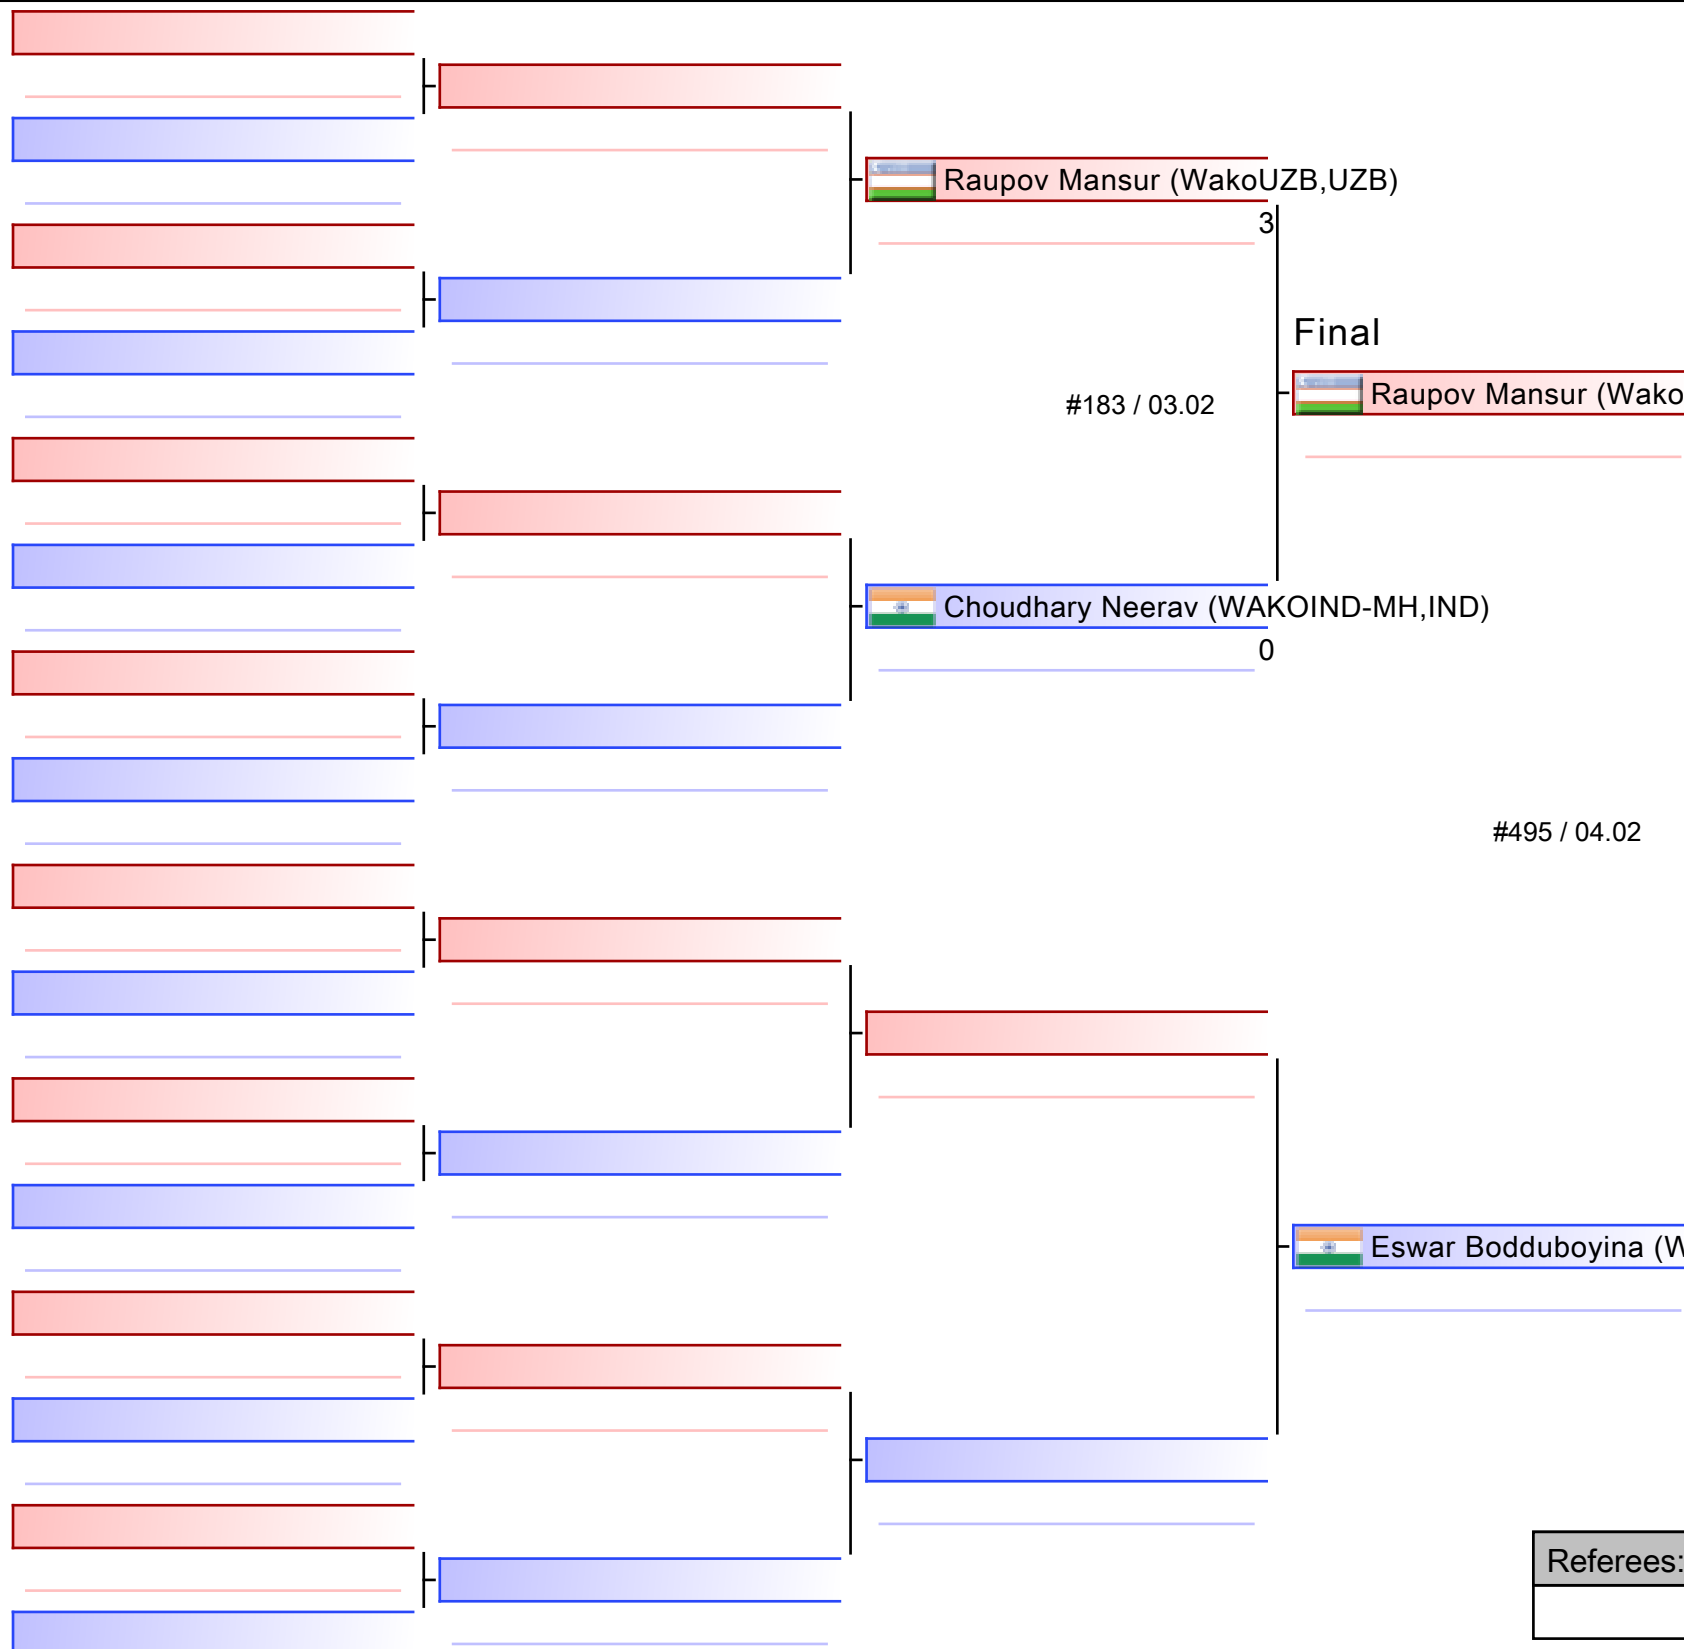 Raupov Mansur (WakoUZB,UZB)
3
Final
Raupov Mansur (Wako
#183 / 03.02
Choudhary Neerav (WAKOIND-MH,IND)
0
#495 / 04.02
Eswar Bodduboyina (W
Referees: